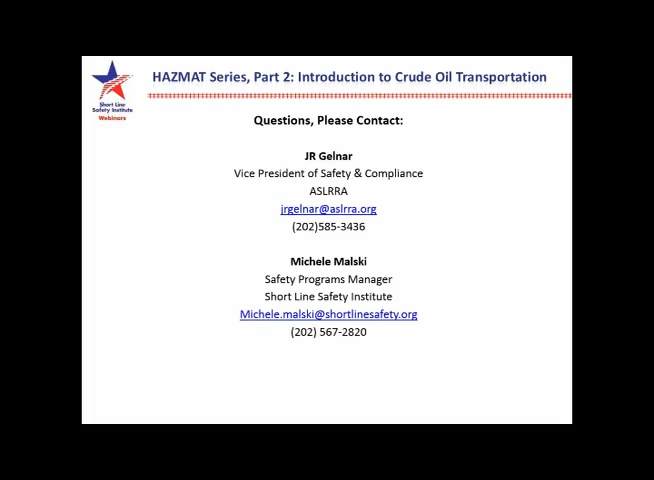 HAZMAT Series, Part 2: Introduction to Crude Oil Transportation
Short Line
Safety Institute
Webinars
Questions, Please Contact:
JR Gelnar
Vice President of Safety & Compliance
ASLRRA
jrgelnar@aslrra.org
(202)585-3436
Michele Malski
Safety Programs Manager
Short Line Safety Institute
Michele.malski@shortlinesafety.org
(202) 567-2820